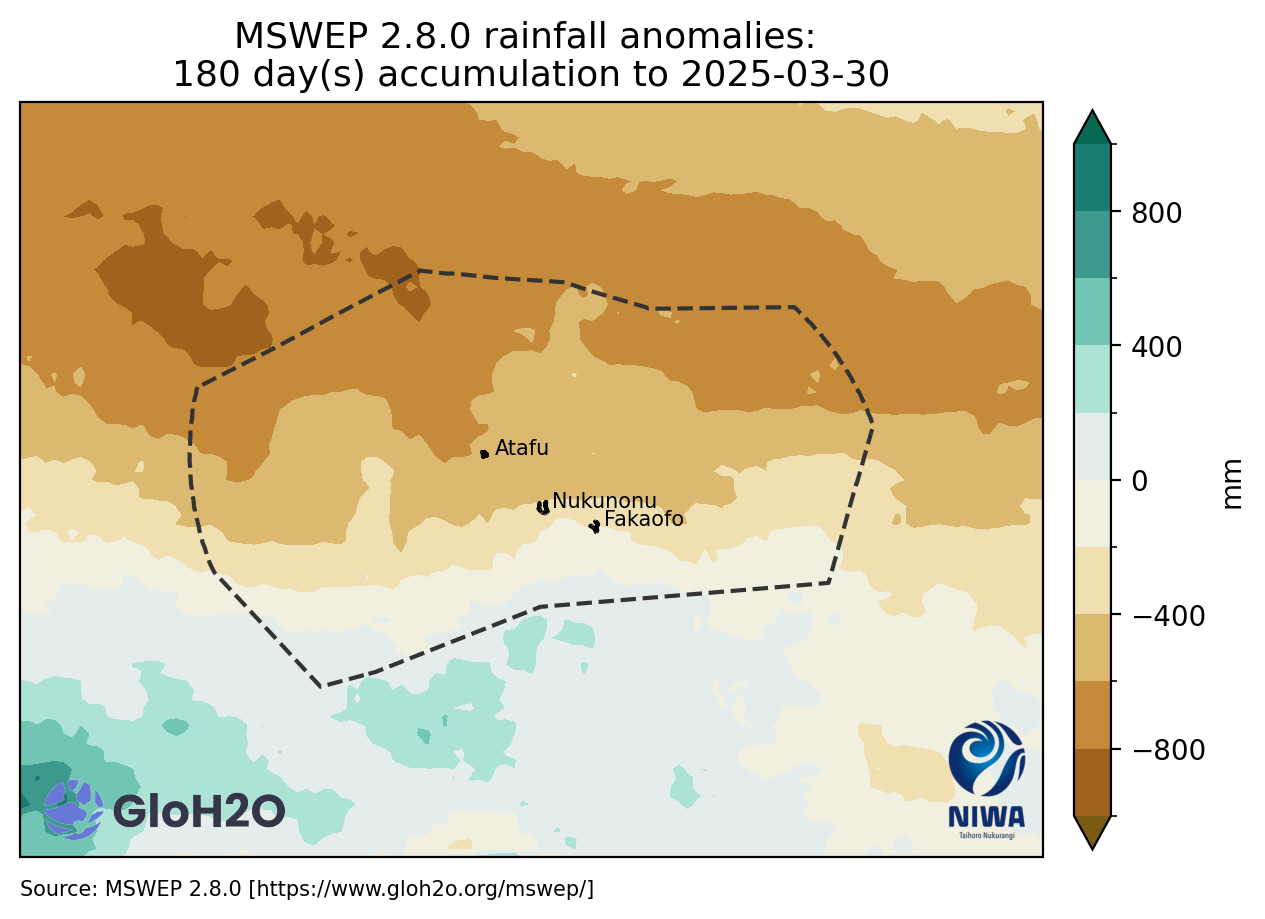 MSWEP 2.8.0 rainfall anomalies:
180 day(s) accumulation to 2025-03-30
800
400
0
−400
−800
mm
Atafu
Nukunonu
Fakaofo
GloH2O
NIWA
Taihoro Nukurangi
Source: MSWEP 2.8.0 [https://www.gloh2o.org/mswep/]